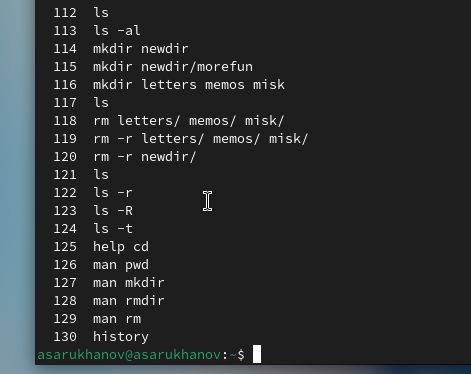 112 ls
113 ls -al
114 mkdir newdir
115 mkdir newdir/morefun
116 mkdir letters memos misk
117 ls
118 rm letters/ memos/ misk/
119 rm -r letters/ memos/ misk/
120 rm -r newdir/
121 ls
122 ls -r
123 ls -R
124 ls -t
125 help cd
126 man pwd
127 man mkdir
128 man rmdir
129 man rm
130 history
asarukhanov@asarukhanov:~$